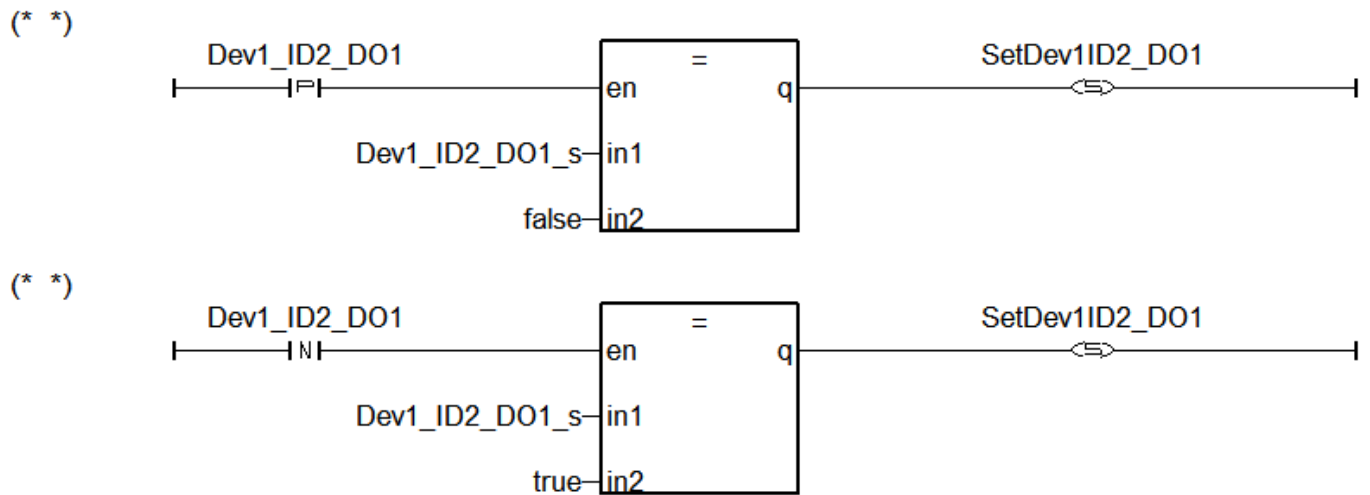 (* *)
Dev1_ID2_DO1
=
SetDev1ID2_DO1
P
S
en
q
Dev1_ID2_DO1_s
in1
false
in2
(* *)
Dev1_ID2_DO1
=
SetDev1ID2_DO1
N
S
en
q
Dev1_ID2_DO1_s
in1
true
in2